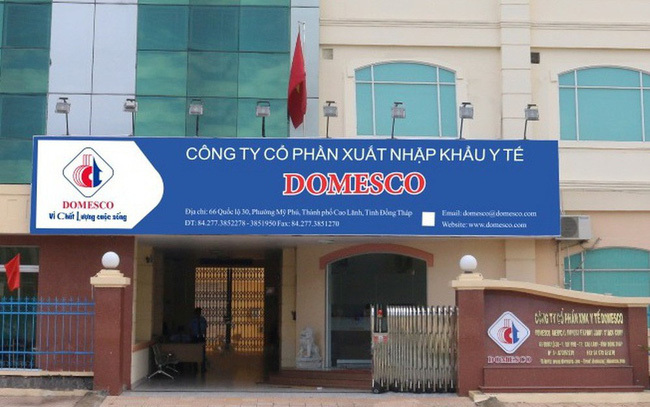 CÔNG TY CỔ PHẦN XUẤT NHẬP KHẨU Y TẾ
DOMESCO
DOMESCO
Vì Chất Lượng cuộc sống
Địa chỉ: 66 Quốc lộ 30, Phường Mỹ Phú, Thành phố Cao Lãnh, Tỉnh Đồng Tháp
ĐT: 84.277.3852278 - 3851950 Fax: 84.277.3851270
Email: domesco@domesco.com
Website: www.domesco.com
CÔNG TY CỔ PHẦN XNK Y TẾ DOMESCO
DOMESCO